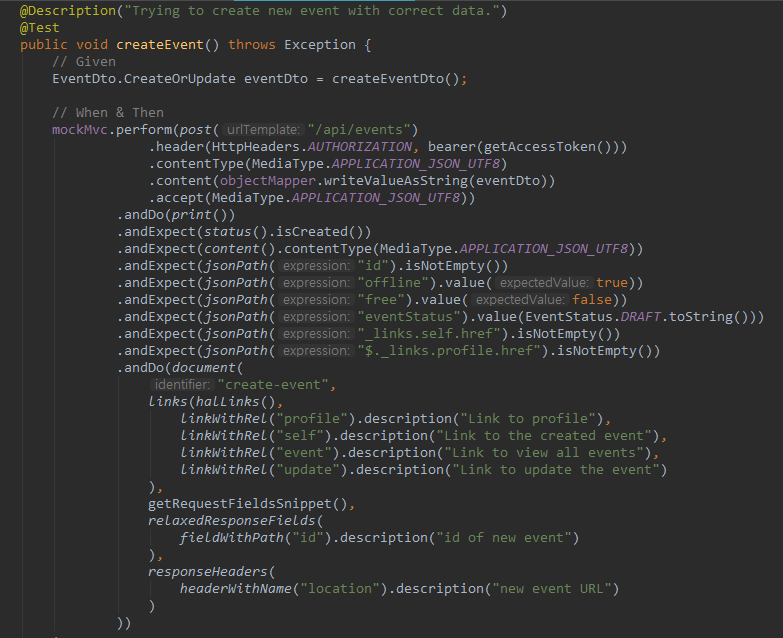 @Description("Trying to create new event with correct data.")
@Test
public void createEvent() throws Exception {
    // Given
    EventDto.CreateOrUpdate eventDto = createEventDto();

    // When & Then
    mockMvc.perform(post( urlTemplate: "/api/events")
                .header(HttpHeaders.AUTHORIZATION, bearer(getAccessToken()))
                .contentType(MediaType.APPLICATION_JSON_UTF8)
                .content(objectMapper.writeValueAsString(eventDto))
                .accept(MediaType.APPLICATION_JSON_UTF8))
            .andDo(print())
            .andExpect(status().isCreated())
            .andExpect(content().contentType(MediaType.APPLICATION_JSON_UTF8))
            .andExpect(jsonPath( expression: "id").isNotEmpty())
            .andExpect(jsonPath( expression: "offline").value( expectedValue: true))
            .andExpect(jsonPath( expression: "free").value( expectedValue: false))
            .andExpect(jsonPath( expression: "eventStatus").value(EventStatus.DRAFT.toString()))
            .andExpect(jsonPath( expression: "_links.self.href").isNotEmpty())
            .andExpect(jsonPath( expression: "$._links.profile.href").isNotEmpty())
            .andDo(document(
                identifier: "create-event",
                links(halLinks(),
                    linkWithRel("profile").description("Link to profile"),
                    linkWithRel("self").description("Link to the created event"),
                    linkWithRel("event").description("Link to view all events"),
                    linkWithRel("update").description("Link to update the event")
                ),
                getRequestFieldsSnippet(),
                relaxedResponseFields(
                    fieldWithPath("id").description("id of new event")
                ),
                responseHeaders(
                    headerWithName("location").description("new event URL")
                )
            ))